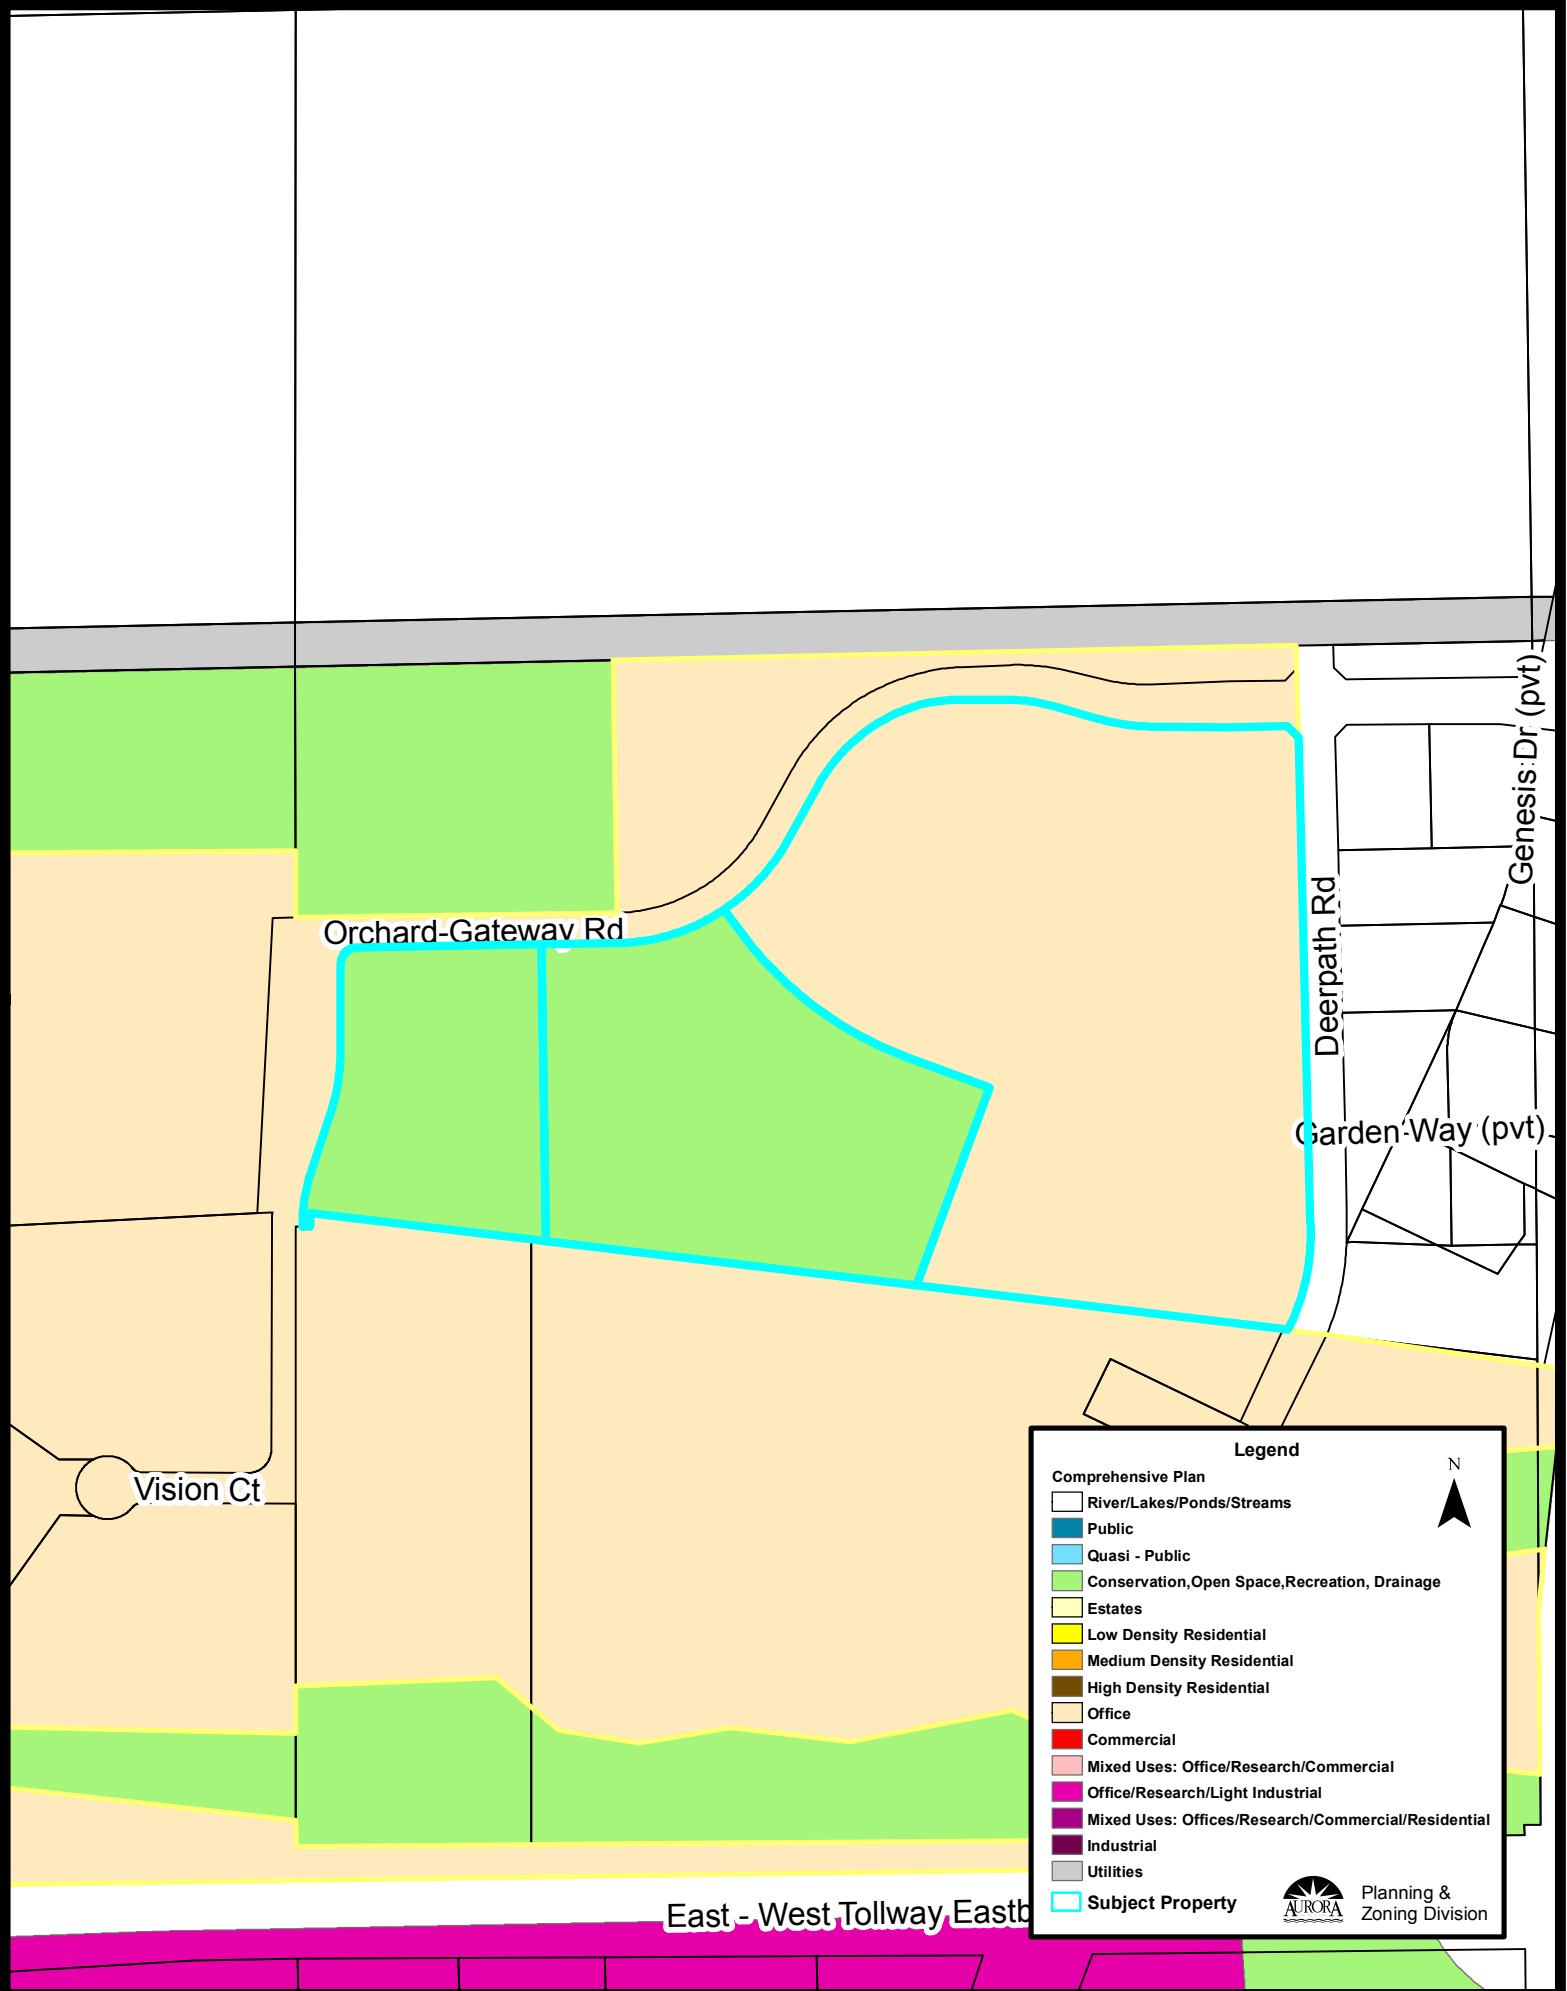 Genesis Dr (pvt)
Deerpath Rd
Orchard-Gateway Rd
Garden Way (pvt)
Vision Ct
East - West Tollway Eastb
Legend
Comprehensive Plan
N
River/Lakes/Ponds/Streams
Public
Quasi - Public
Conservation,Open Space,Recreation, Drainage
Estates
Low Density Residential
Medium Density Residential
High Density Residential
Office
Commercial
Mixed Uses: Office/Research/Commercial
Office/Research/Light Industrial
Mixed Uses: Offices/Research/Commercial/Residential
Industrial
Utilities
Subject Property
AURORA
Planning &
Zoning Division